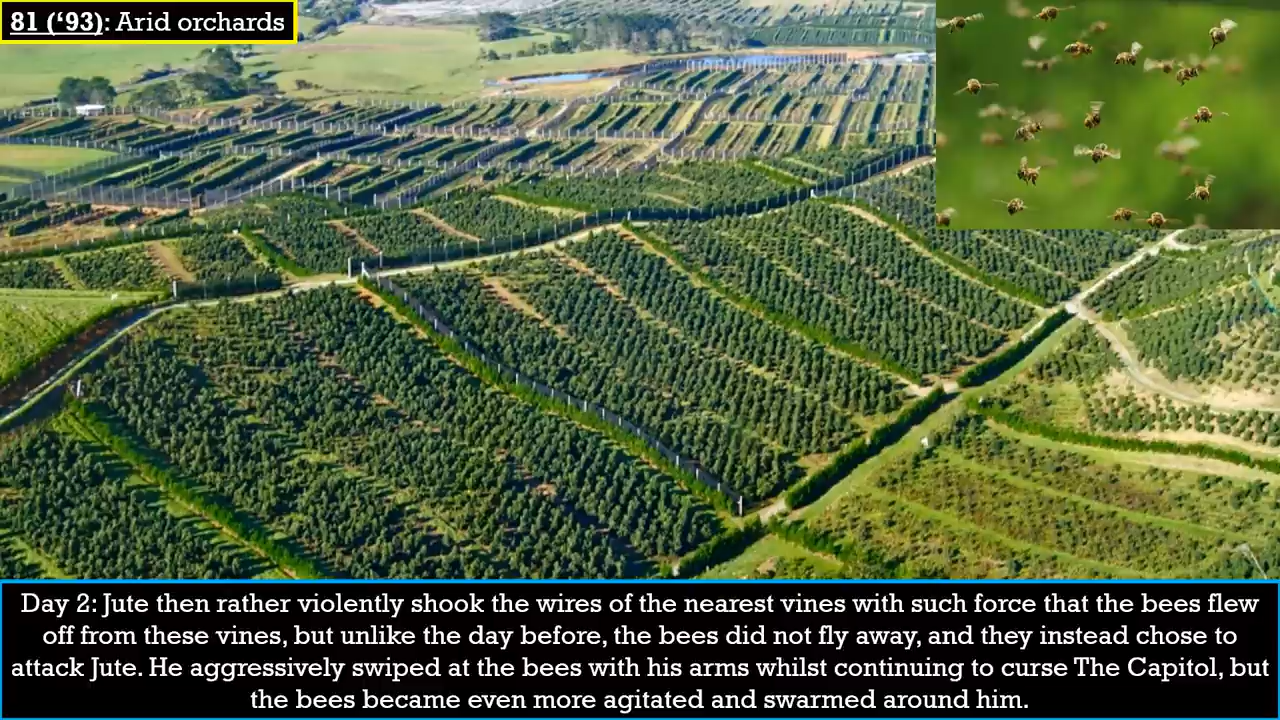 81 (‘93): Arid orchards
Day 2: Jute then rather violently shook the wires of the nearest vines with such force that the bees flew
off from these vines, but unlike the day before, the bees did not fly away, and they instead chose to
attack Jute. He aggressively swiped at the bees with his arms whilst continuing to curse The Capitol, but
the bees became even more agitated and swarmed around him.